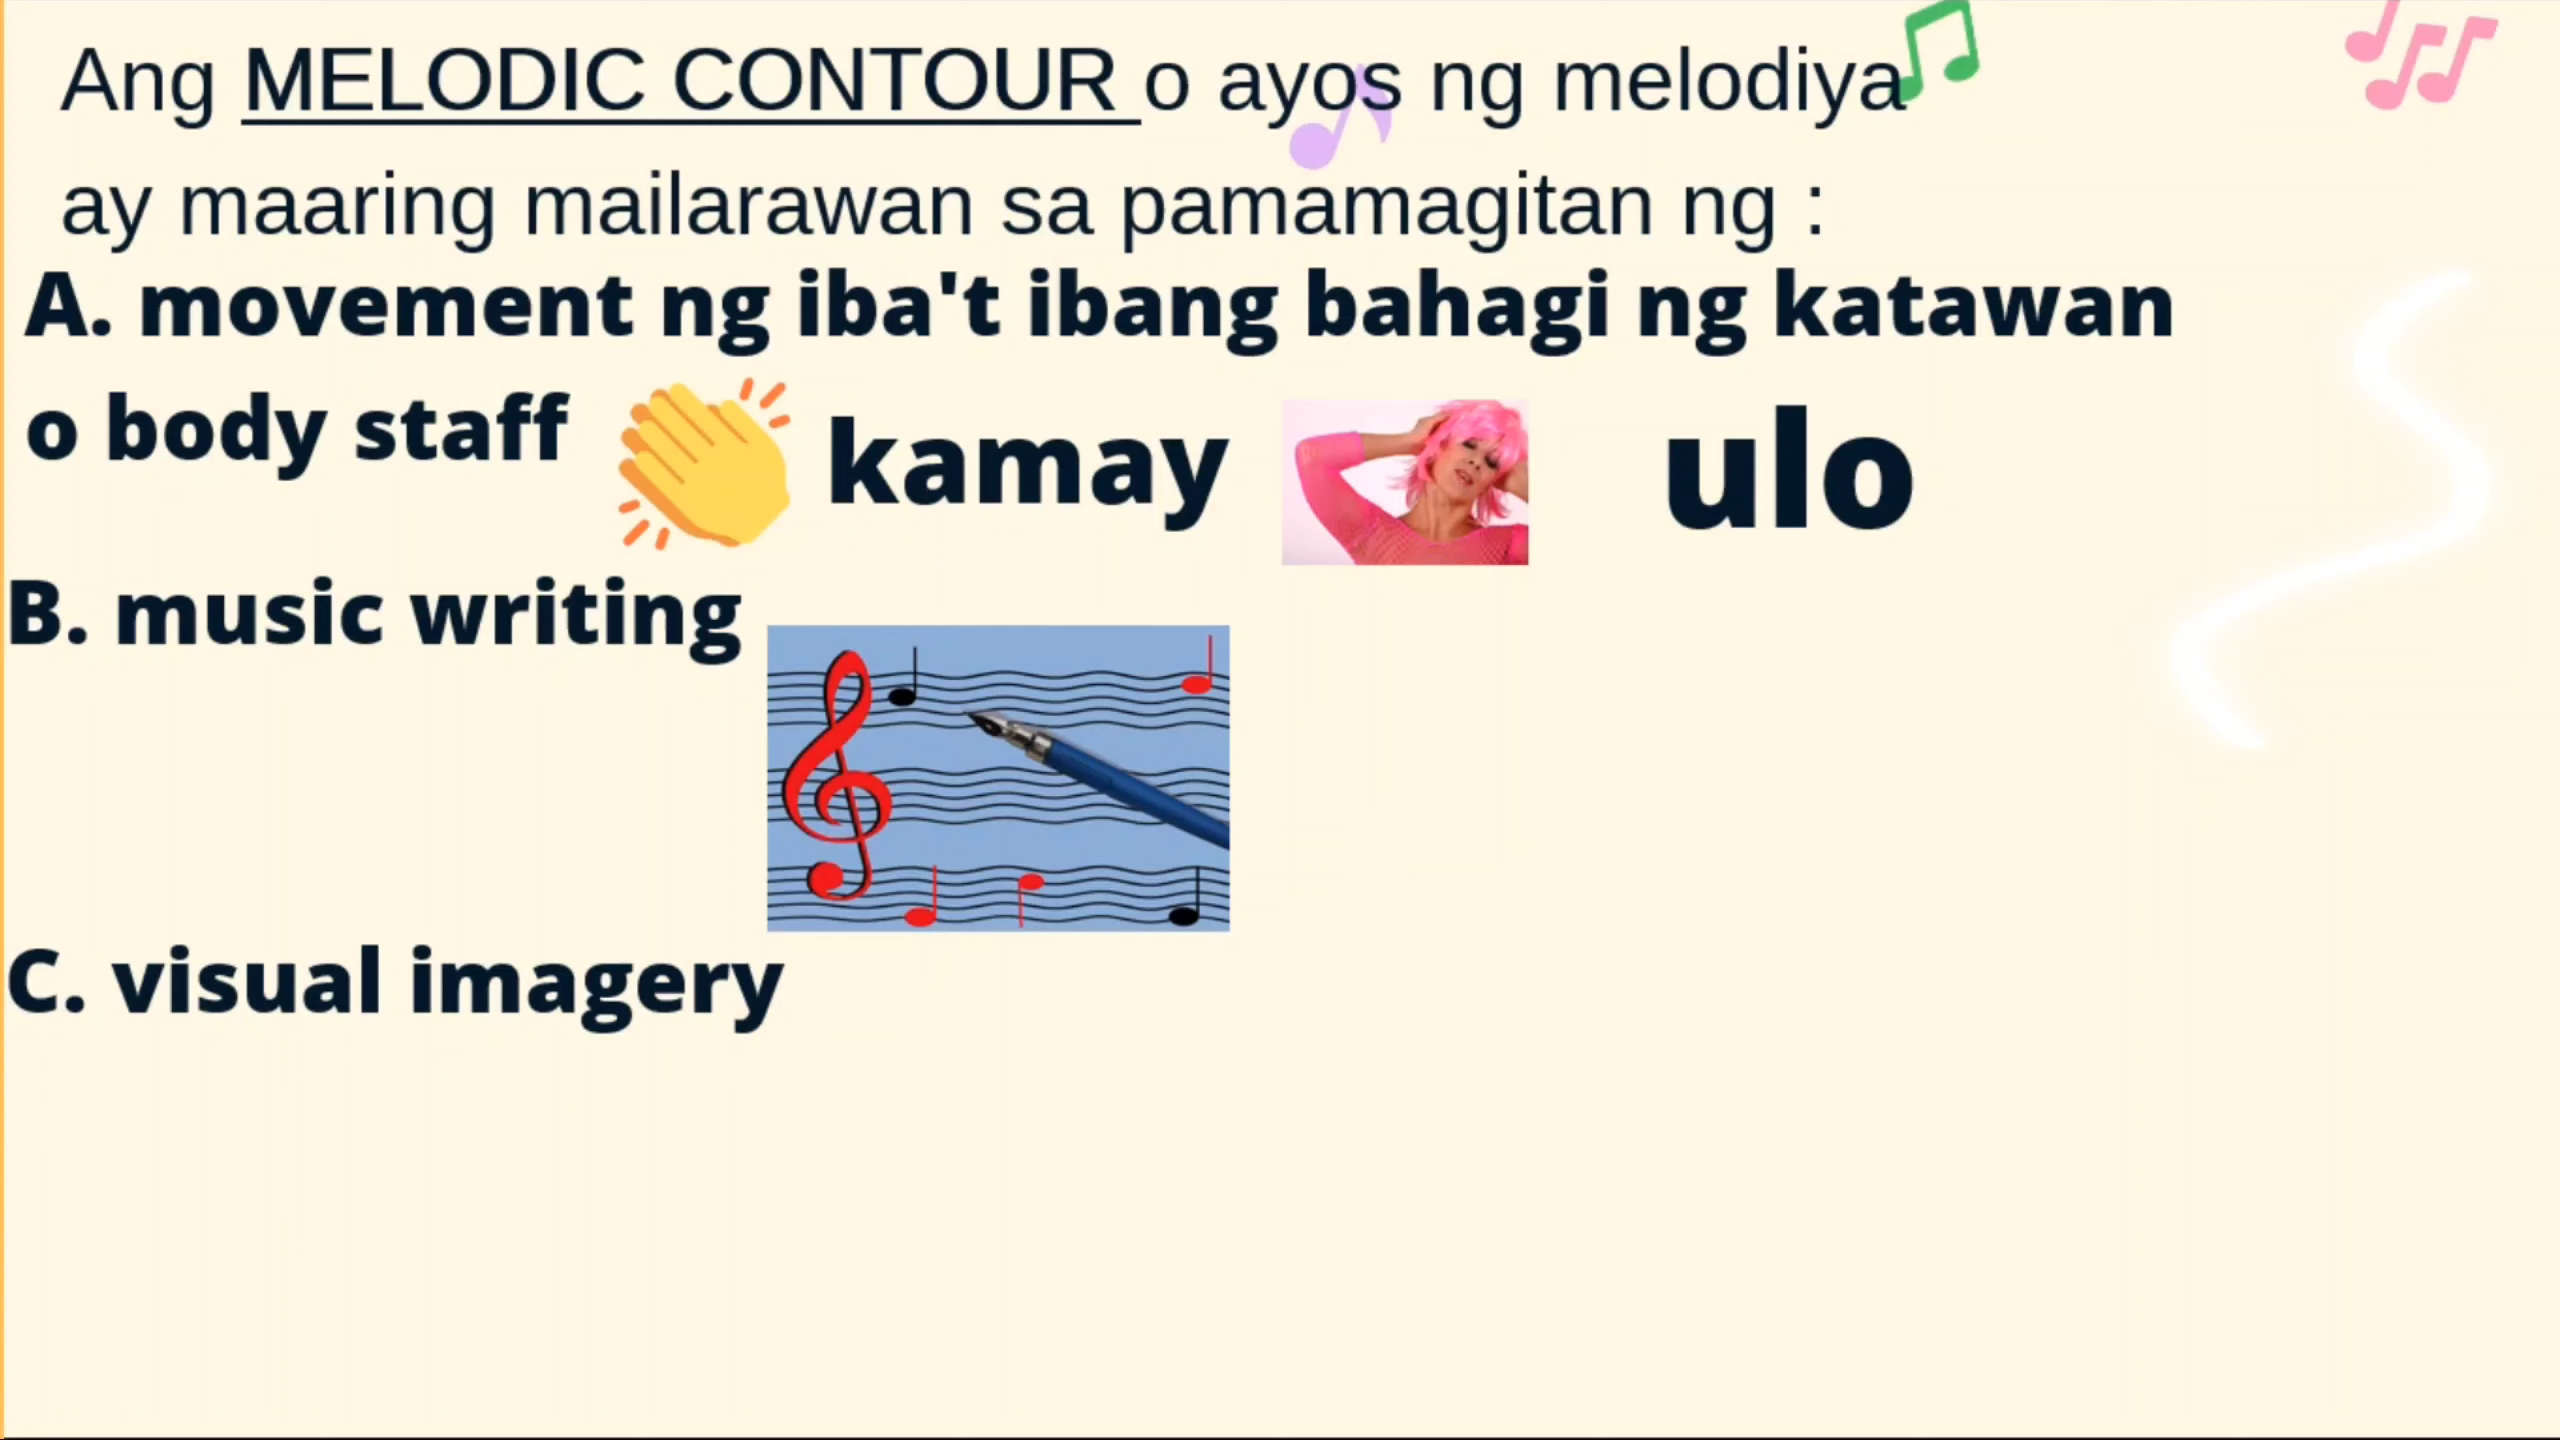 Ang MELODIC CONTOUR o ayos ng melodiya
ay maaring mailarawan sa pamamagitan ng :
A. movement ng iba't ibang bahagi ng katawan
o body staff kamay ulo
B. music writing
C. visual imagery